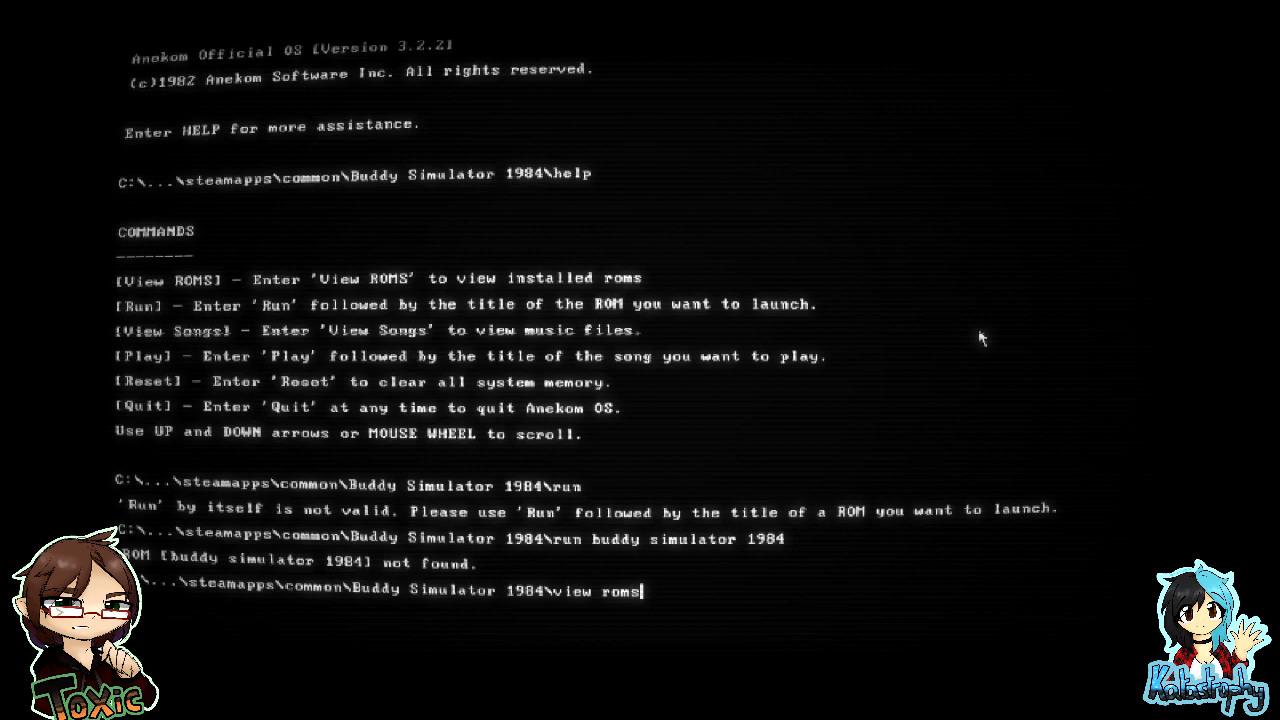 Anekom Official OS [Version 3.2.2]
(c)1982 Anekom Software Inc. All rights reserved.
Enter HELP for more assistance.
C:\...\steamapps\common\Buddy Simulator 1984\help
COMMANDS
--------
[View ROMS] - Enter 'View ROMS' to view installed roms
[Run] - Enter 'Run' followed by the title of the ROM you want to launch.
[View Songs] - Enter 'View Songs' to view music files.
[Play] - Enter 'Play' followed by the title of the song you want to play.
[Reset] - Enter 'Reset' to clear all system memory.
[Quit] - Enter 'Quit' at any time to quit Anekom OS.
Use UP and DOWN arrows or MOUSE WHEEL to scroll.
C:\...\steamapps\common\Buddy Simulator 1984\run
'Run' by itself is not valid. Please use 'Run' followed by the title of a ROM you want to launch.
C:\...\steamapps\common\Buddy Simulator 1984\run buddy simulator 1984
ROM [buddy simulator 1984] not found.
\...\steamapps\common\Buddy Simulator 1984\view roms
Toxic
Katastrophy